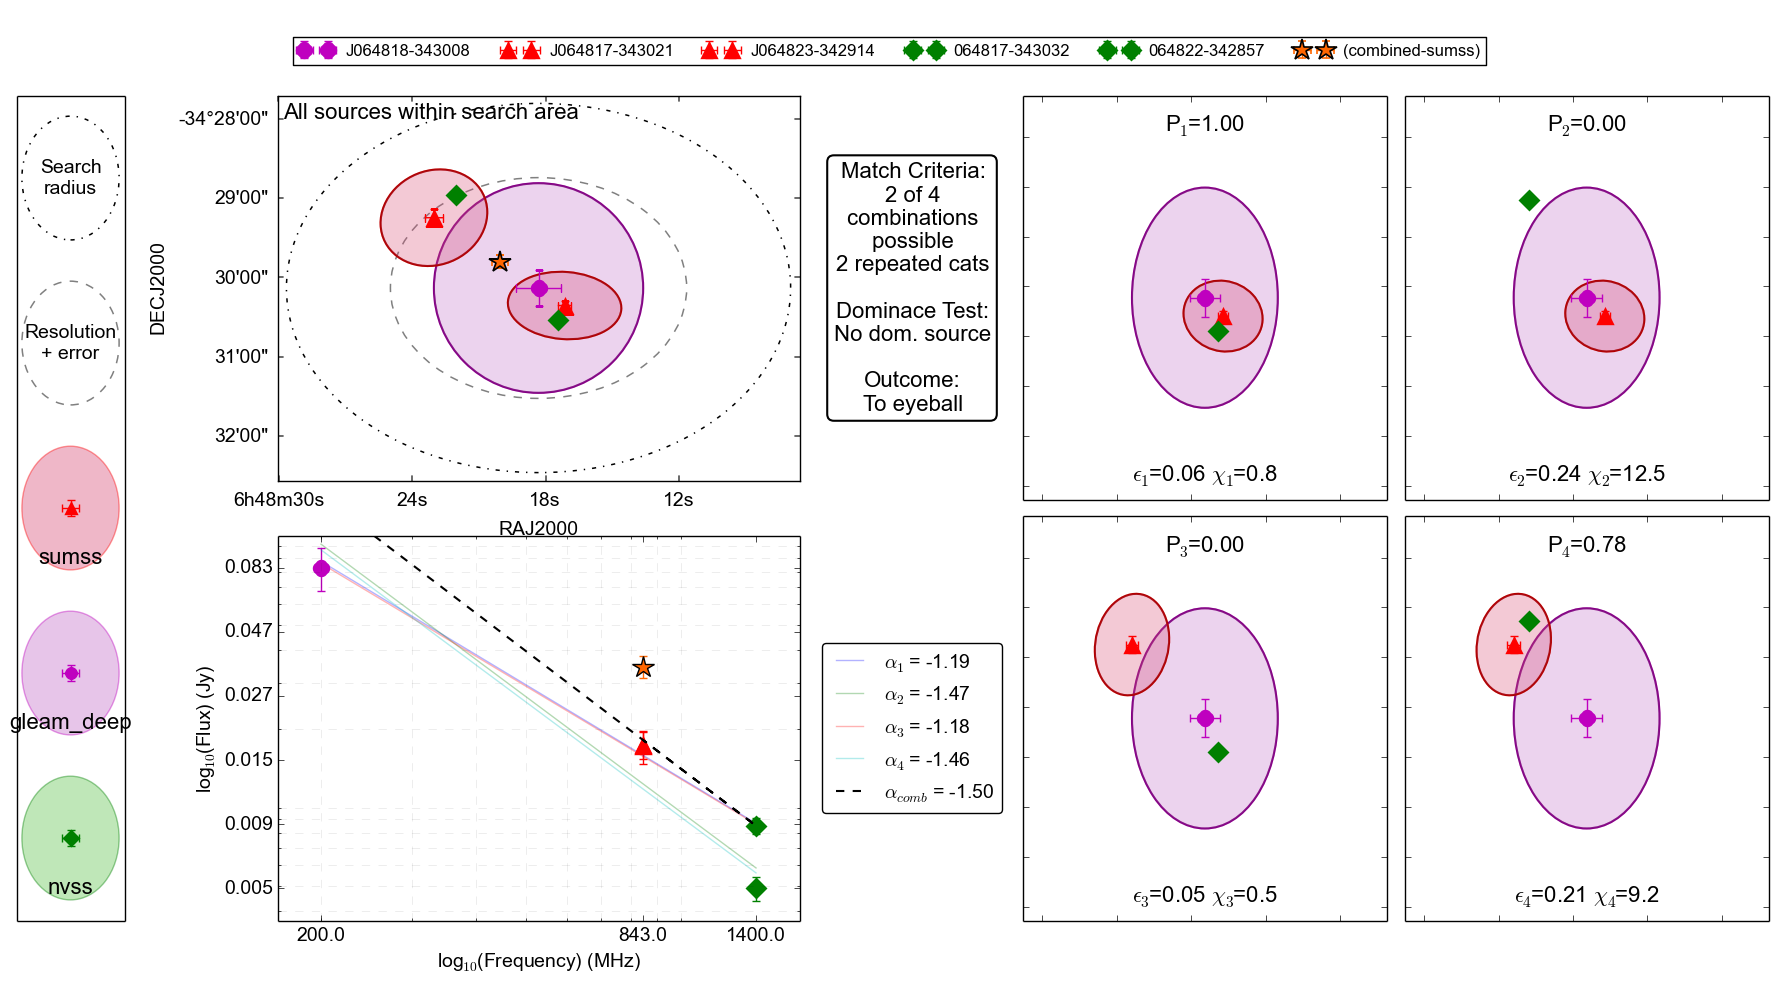 J064818-343008 J064817-343021 J064823-342914 064817-343032 064822-342857 (combined-sumss)
Search
radius
Resolution
+ error
sumss
gleam_deep
nvss
All sources within search area
-34°28'00"
29'00"
30'00"
31'00"
32'00"
DECJ2000
6h48m30s 24s 18s 12s
RAJ2000
Match Criteria:
2 of 4
combinations
possible
2 repeated cats
Dominace Test:
No dom. source
Outcome:
To eyeball
P1=1.00
ϵ1=0.06 χ1=0.8
P2=0.00
ϵ2=0.24 χ2=12.5
0.083
0.047
0.027
0.015
0.009
0.005
log10(Flux) (Jy)
200.0 843.0 1400.0
log10(Frequency) (MHz)
α1 = -1.19
α2 = -1.47
α3 = -1.18
α4 = -1.46
αcomb = -1.50
P3=0.00
ϵ3=0.05 χ3=0.5
P4=0.78
ϵ4=0.21 χ4=9.2